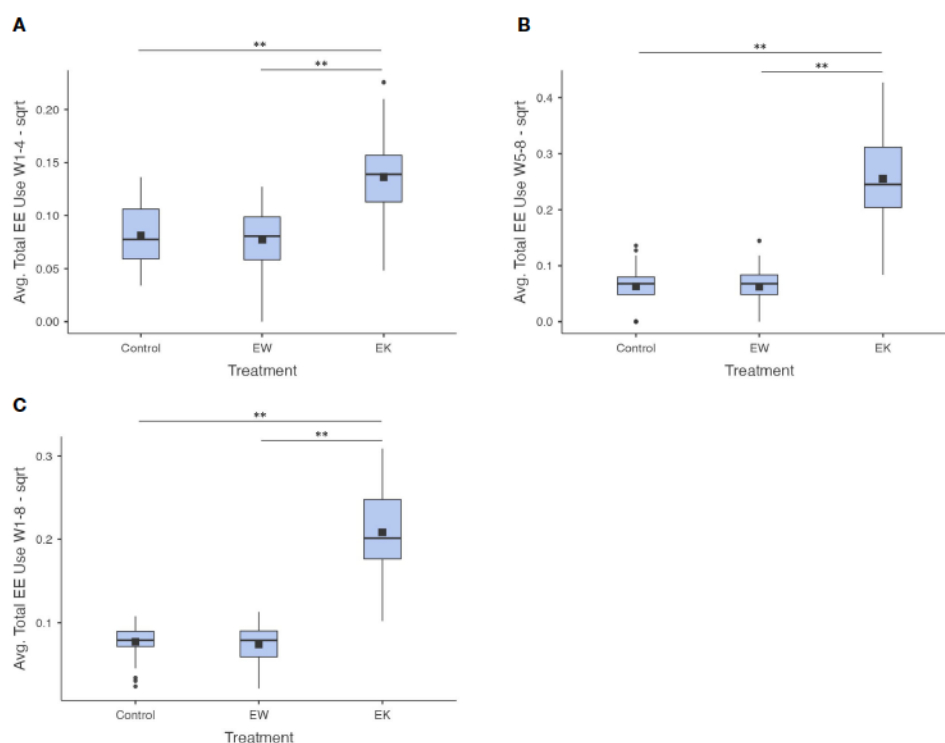 A
**
**
Avg. Total EE Use W1-4 - sqrt
0.20
0.15
0.10
0.05
0.00
Control
EW
EK
Treatment
B
**
**
Avg. Total EE Use W5-8 - sqrt
0.4
0.3
0.2
0.1
0.0
Control
EW
EK
Treatment
C
**
**
Avg. Total EE Use W1-8 - sqrt
0.3
0.2
0.1
Control
EW
EK
Treatment